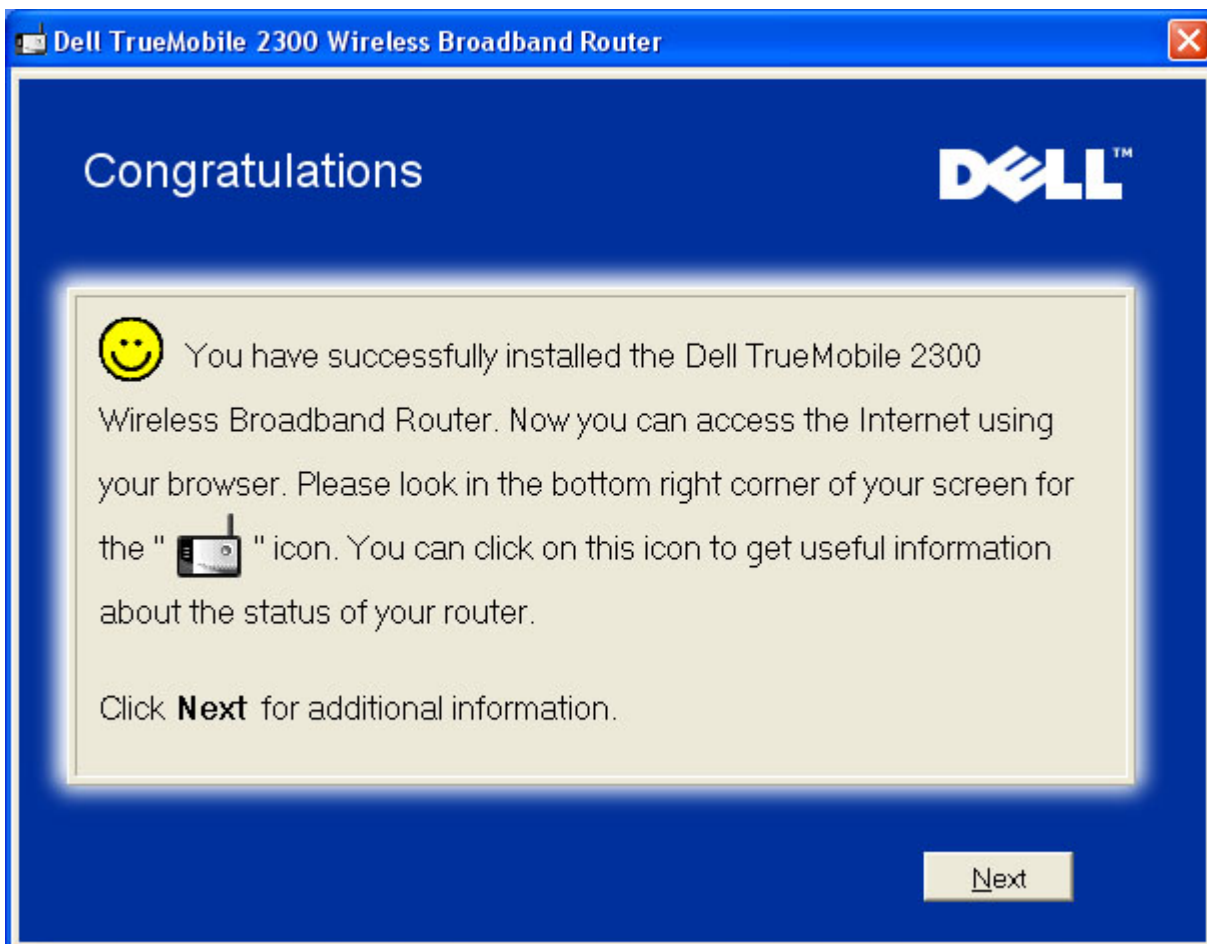 Dell TrueMobile 2300 Wireless Broadband Router
Congratulations
DELL™
You have successfully installed the Dell TrueMobile 2300
Wireless Broadband Router. Now you can access the Internet using
your browser. Please look in the bottom right corner of your screen for
the " " icon. You can click on this icon to get useful information
about the status of your router.
Click Next for additional information.
Next